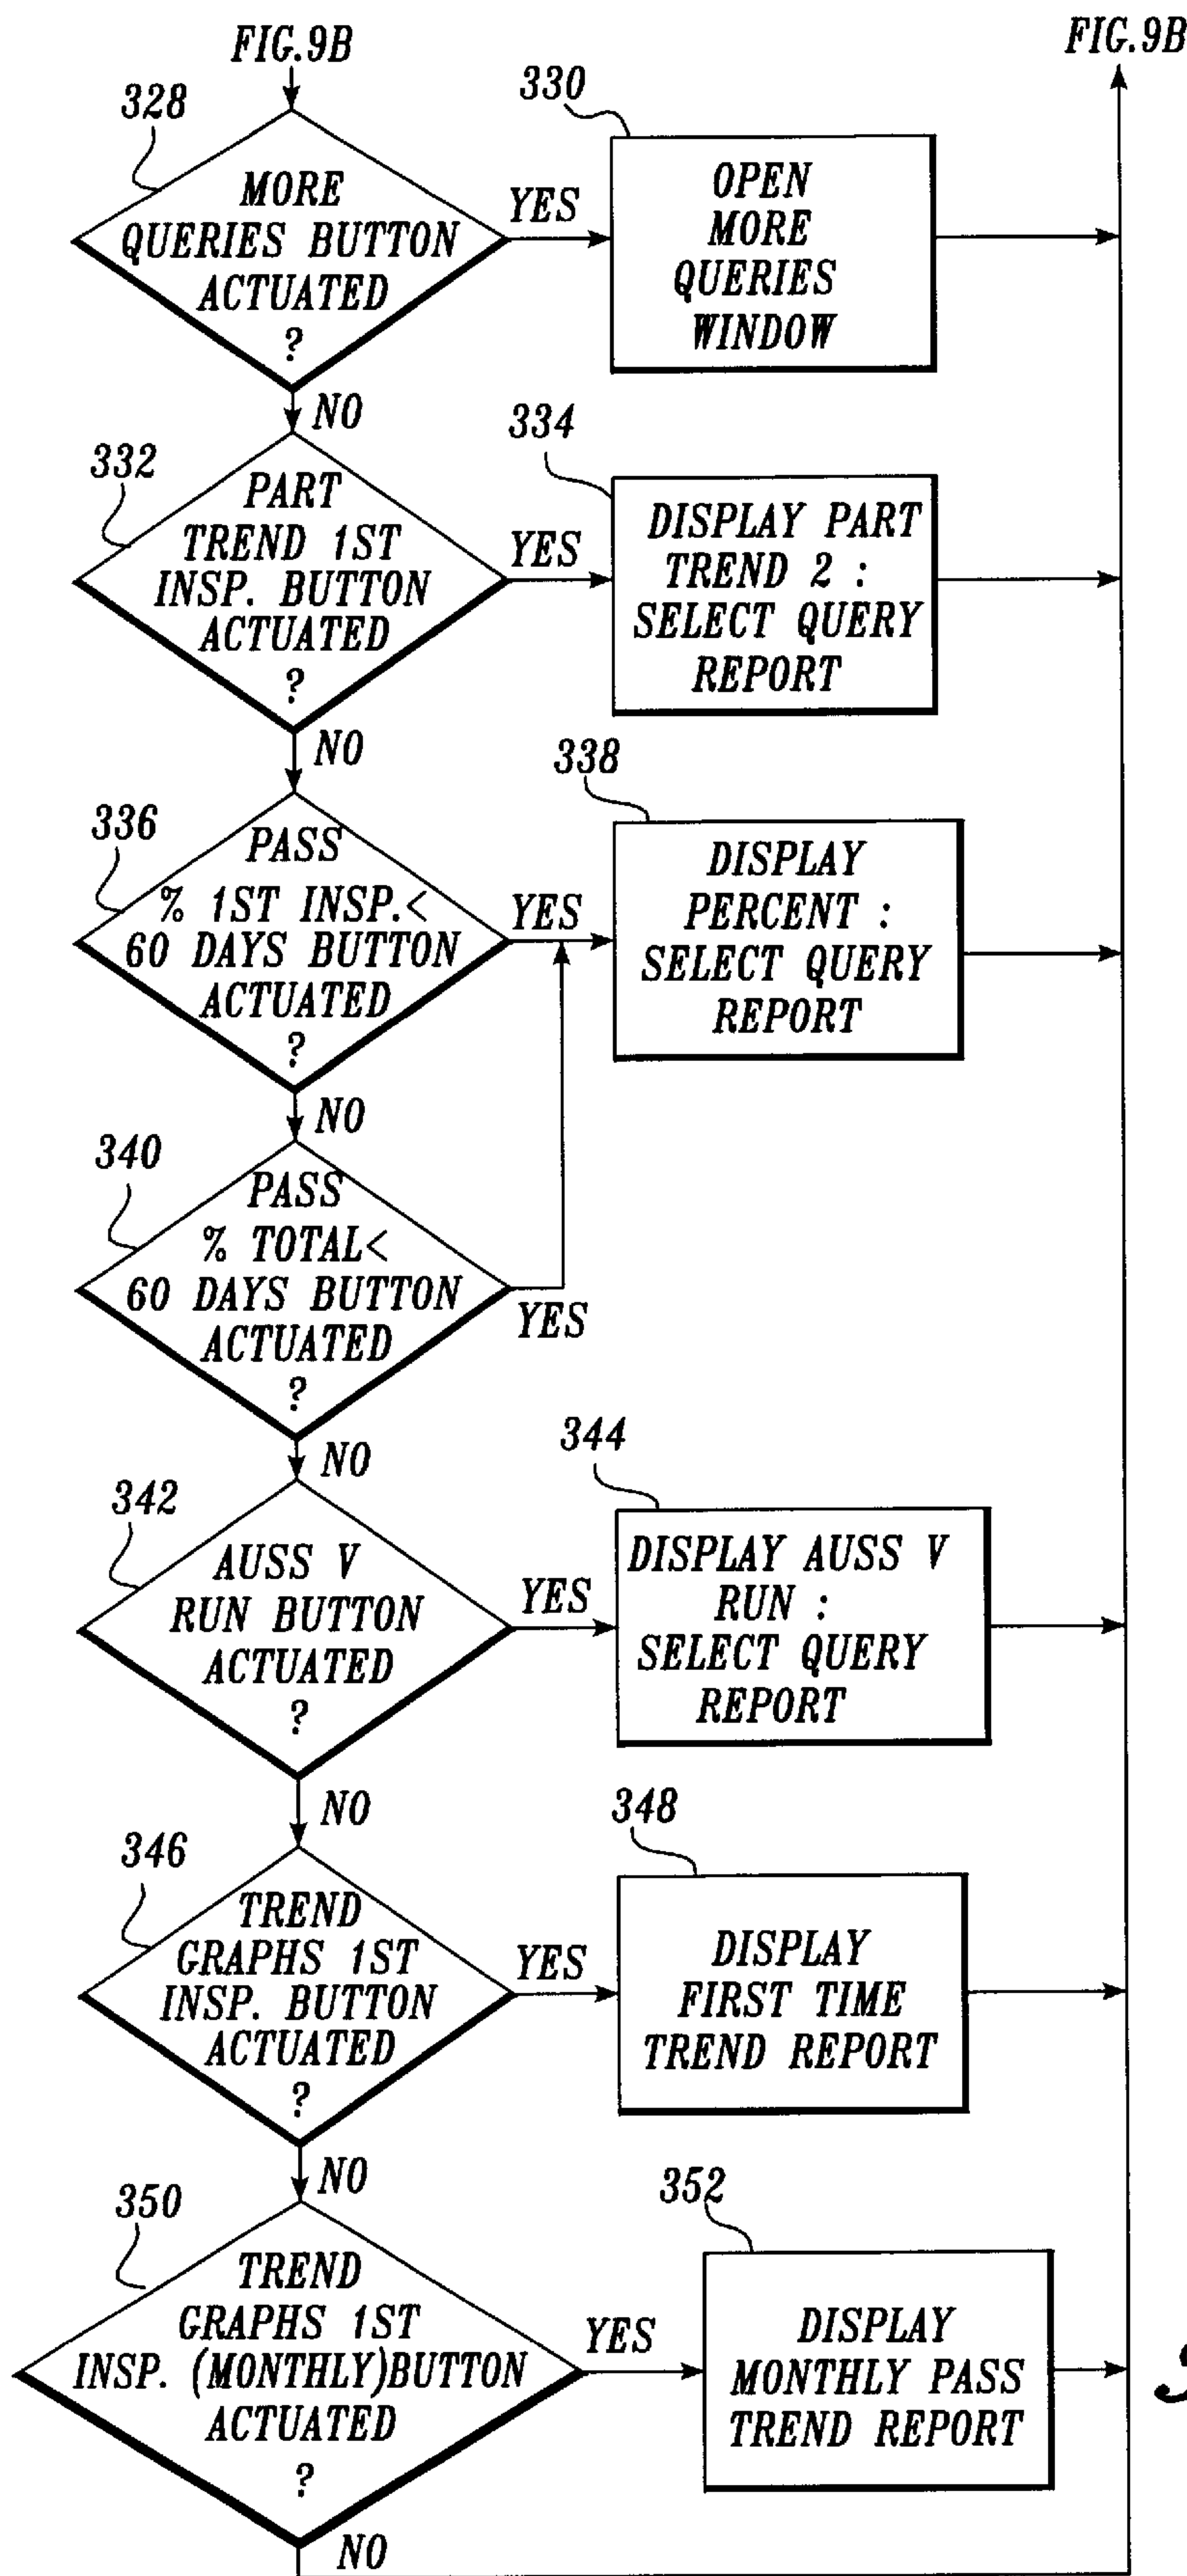 FIG.9B
FIG.9B
328
MORE
QUERIES BUTTON
ACTUATED
?
YES
330
OPEN
MORE
QUERIES
WINDOW
NO
332
PART
TREND 1ST
INSP. BUTTON
ACTUATED
?
YES
334
DISPLAY PART
TREND 2 :
SELECT QUERY
REPORT
NO
336
PASS
% 1ST INSP.<
60 DAYS BUTTON
ACTUATED
?
YES
338
DISPLAY
PERCENT :
SELECT QUERY
REPORT
NO
340
PASS
% TOTAL<
60 DAYS BUTTON
ACTUATED
?
YES
NO
342
AUSS V
RUN BUTTON
ACTUATED
?
YES
344
DISPLAY AUSS V
RUN :
SELECT QUERY
REPORT
NO
346
TREND
GRAPHS 1ST
INSP. BUTTON
ACTUATED
?
YES
348
DISPLAY
FIRST TIME
TREND REPORT
NO
350
TREND
GRAPHS 1ST
INSP. (MONTHLY)BUTTON
ACTUATED
?
YES
352
DISPLAY
MONTHLY PASS
TREND REPORT
NO